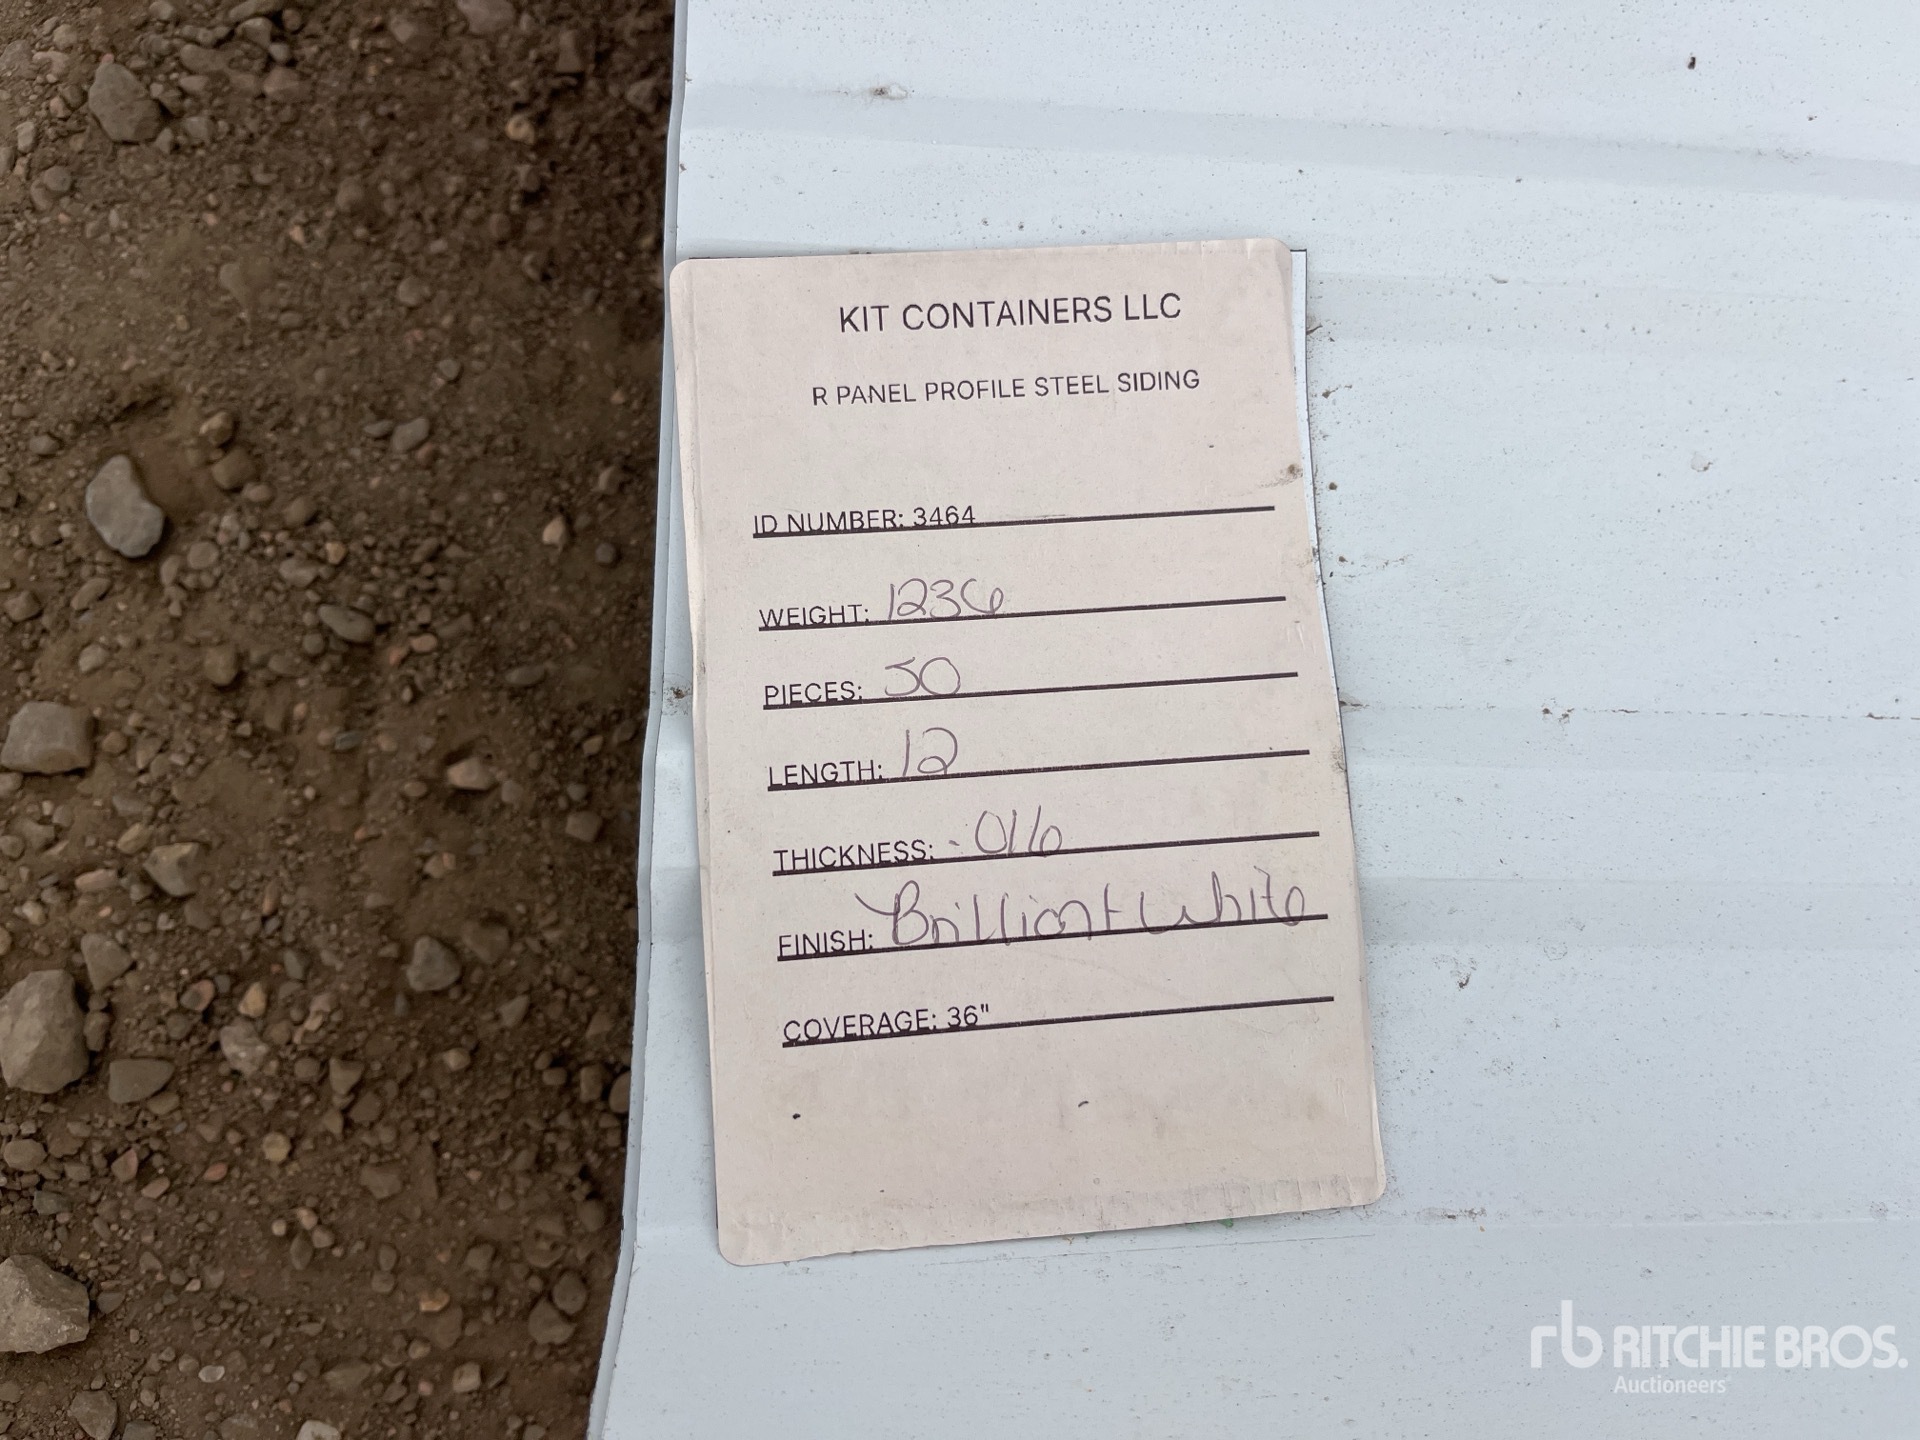 KIT CONTAINERS LLC
R PANEL PROFILE STEEL SIDING
ID NUMBER: 3464
WEIGHT: 1236
PIECES: 50
LENGTH: 12
THICKNESS: .016
FINISH: Brilliant White
COVERAGE: 36"
rb RITCHIE BROS.
Auctioneers